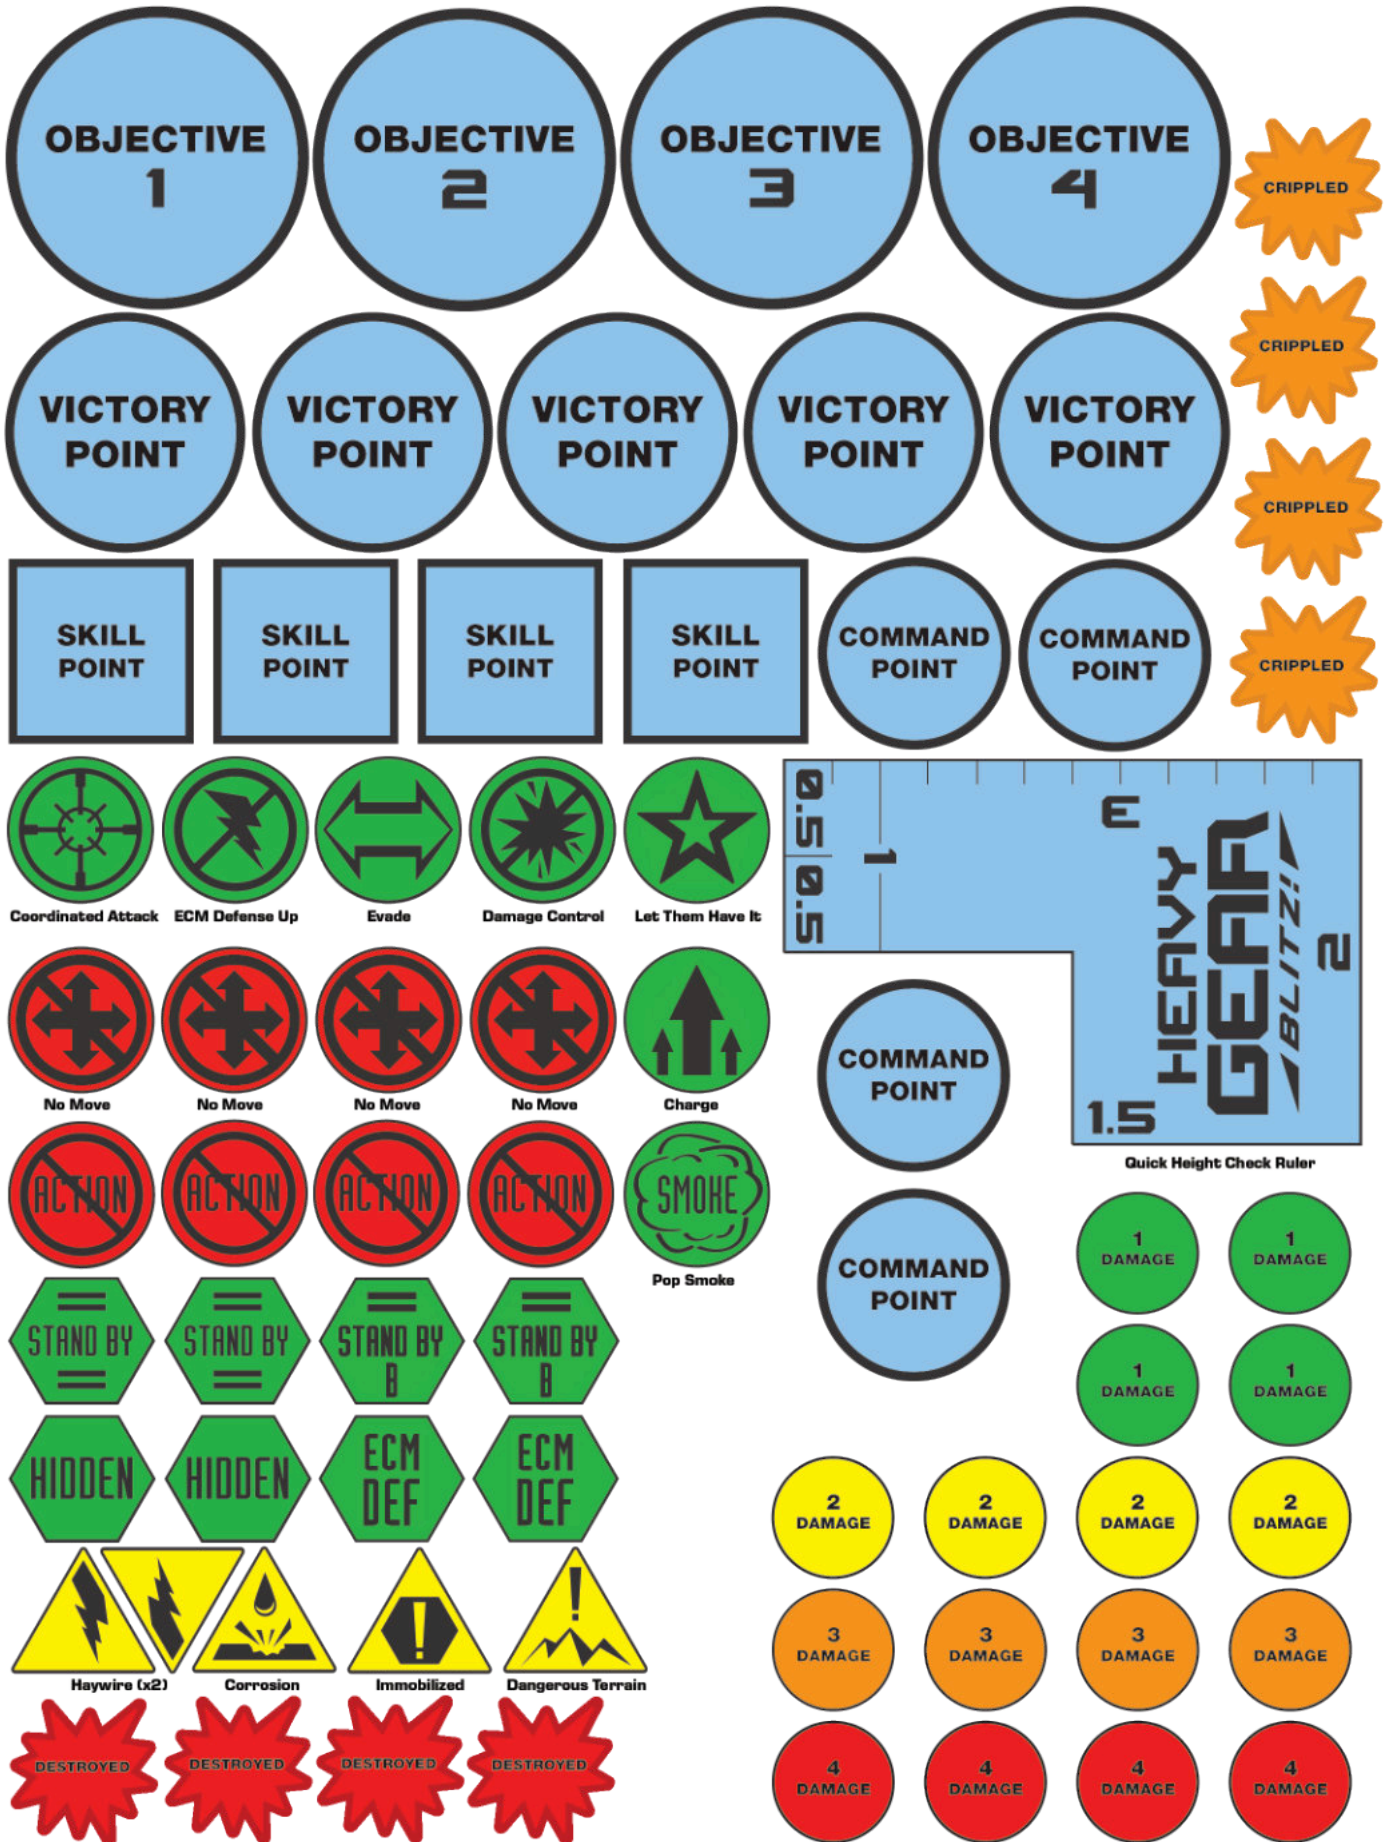 OBJECTIVE
1
OBJECTIVE
2
OBJECTIVE
3
OBJECTIVE
4
CRIPPLED
CRIPPLED
CRIPPLED
CRIPPLED
VICTORY
POINT
VICTORY
POINT
VICTORY
POINT
VICTORY
POINT
VICTORY
POINT
SKILL
POINT
SKILL
POINT
SKILL
POINT
SKILL
POINT
COMMAND
POINT
COMMAND
POINT
Coordinated Attack
ECM Defense Up
Evade
Damage Control
Let Them Have It
0.5
0.5
1
3
HEAVY
GEAR
BLITZ!
2
1.5
Quick Height Check Ruler
No Move
No Move
No Move
No Move
Charge
COMMAND
POINT
ACTION
ACTION
ACTION
ACTION
SMOKE
Pop Smoke
COMMAND
POINT
STAND BY
STAND BY
STAND BY
B
STAND BY
B
HIDDEN
HIDDEN
ECM
DEF
ECM
DEF
Haywire (x2)
Corrosion
!
Immobilized
!
Dangerous Terrain
DESTROYED
DESTROYED
DESTROYED
DESTROYED
1
DAMAGE
1
DAMAGE
1
DAMAGE
1
DAMAGE
2
DAMAGE
2
DAMAGE
2
DAMAGE
2
DAMAGE
3
DAMAGE
3
DAMAGE
3
DAMAGE
3
DAMAGE
4
DAMAGE
4
DAMAGE
4
DAMAGE
4
DAMAGE